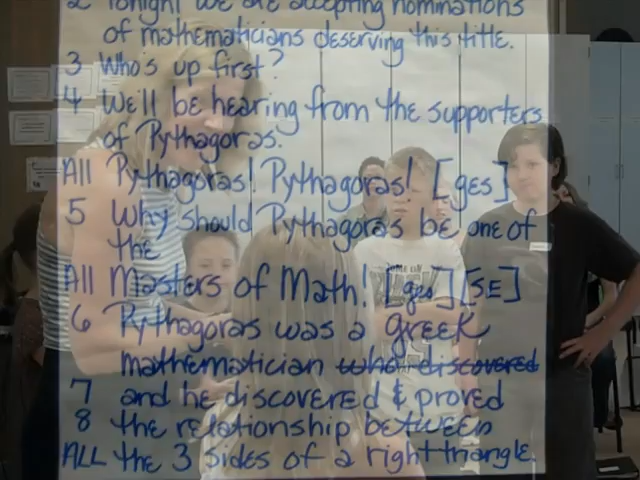 2 Tonight we are accepting nominations
of mathematicians deserving this title.
3 Who's up first?
4 We'll be hearing from the supporters
of Pythagoras.
All Pythagoras! Pythagoras! [ges]
5 Why should Pythagoras be one of
the
All Masters of Math! [ges] [SE]
6 Pythagoras was a Greek
mathematician who discovered
7 and he discovered & proved
8 the relationship between
ALL the 3 sides of a right triangle.